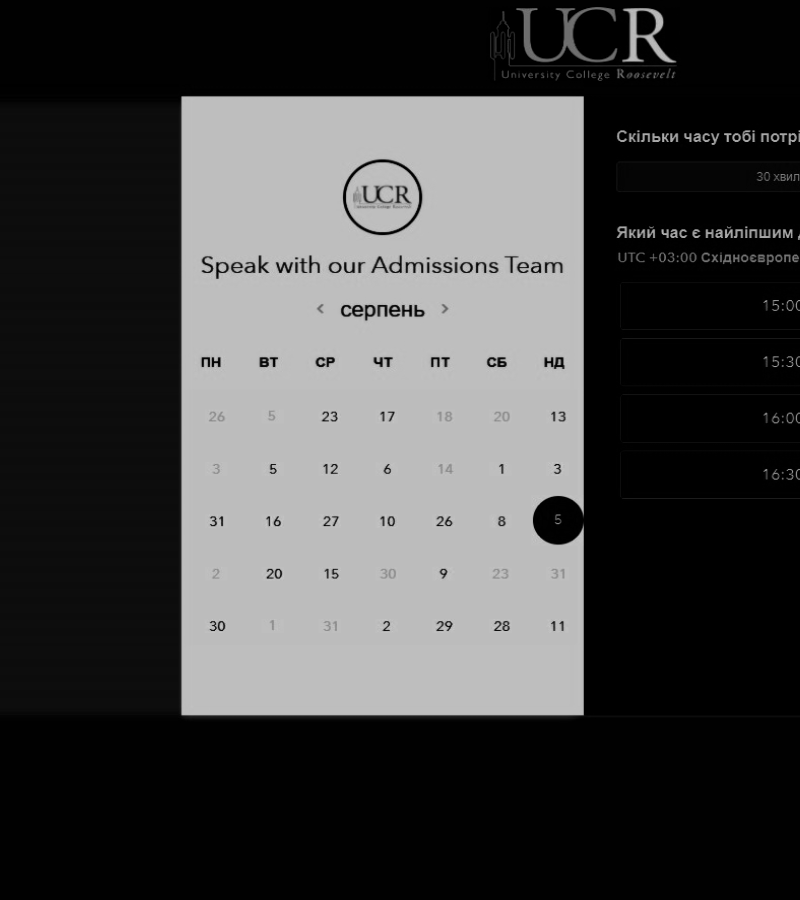 UCR
University College Roosevelt
UCR
Speak with our Admissions Team
< серпень >
ПН ВТ СР ЧТ ПТ СБ НД
26 5 23 17 18 20 13
3 5 12 6 14 1 3
31 16 27 10 26 8 5
2 20 15 30 9 23 31
30 1 31 2 29 28 11
Скільки часу тобі потрі
30 хвил
Який час є найліпшим
UTC +03:00 Східноєвропе
15:00
15:30
16:00
16:30